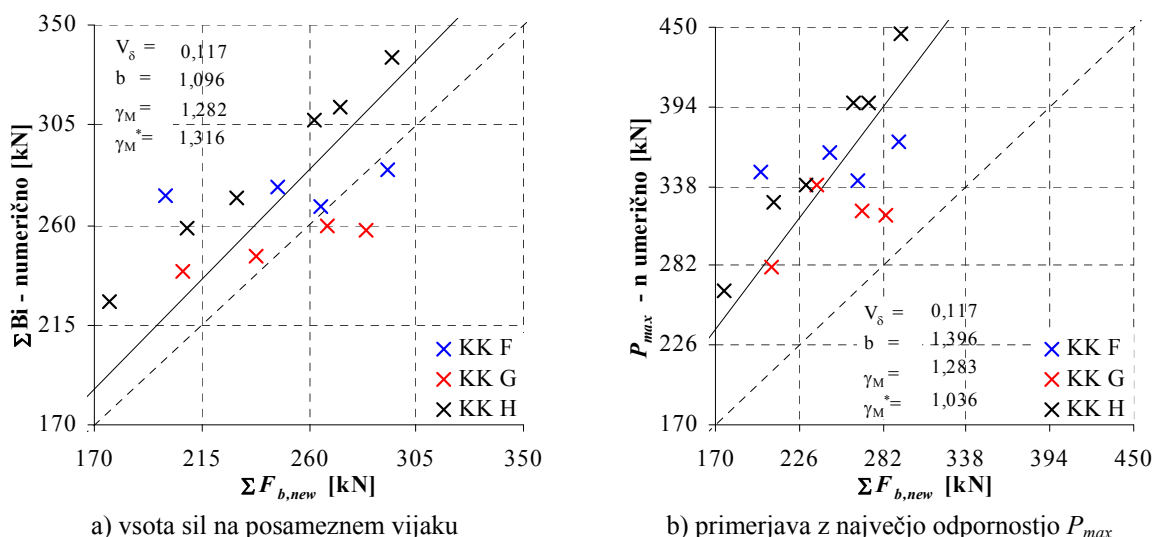 350
305
260
215
170
ΣBi - numerično [kN]
V_δ = 0,117
b = 1,096
γ_M = 1,282
γ_M*= 1,316
KK F
KK G
KK H
170 215 260 305 350
ΣF_b,new [kN]
a) vsota sil na posameznem vijaku
450
394
338
282
226
170
P_max - n umerično [kN]
V_δ = 0,117
b = 1,396
γ_M = 1,283
γ_M*= 1,036
KK F
KK G
KK H
170 226 282 338 394 450
ΣF_b,new [kN]
b) primerjava z največjo odpornostjo P_max